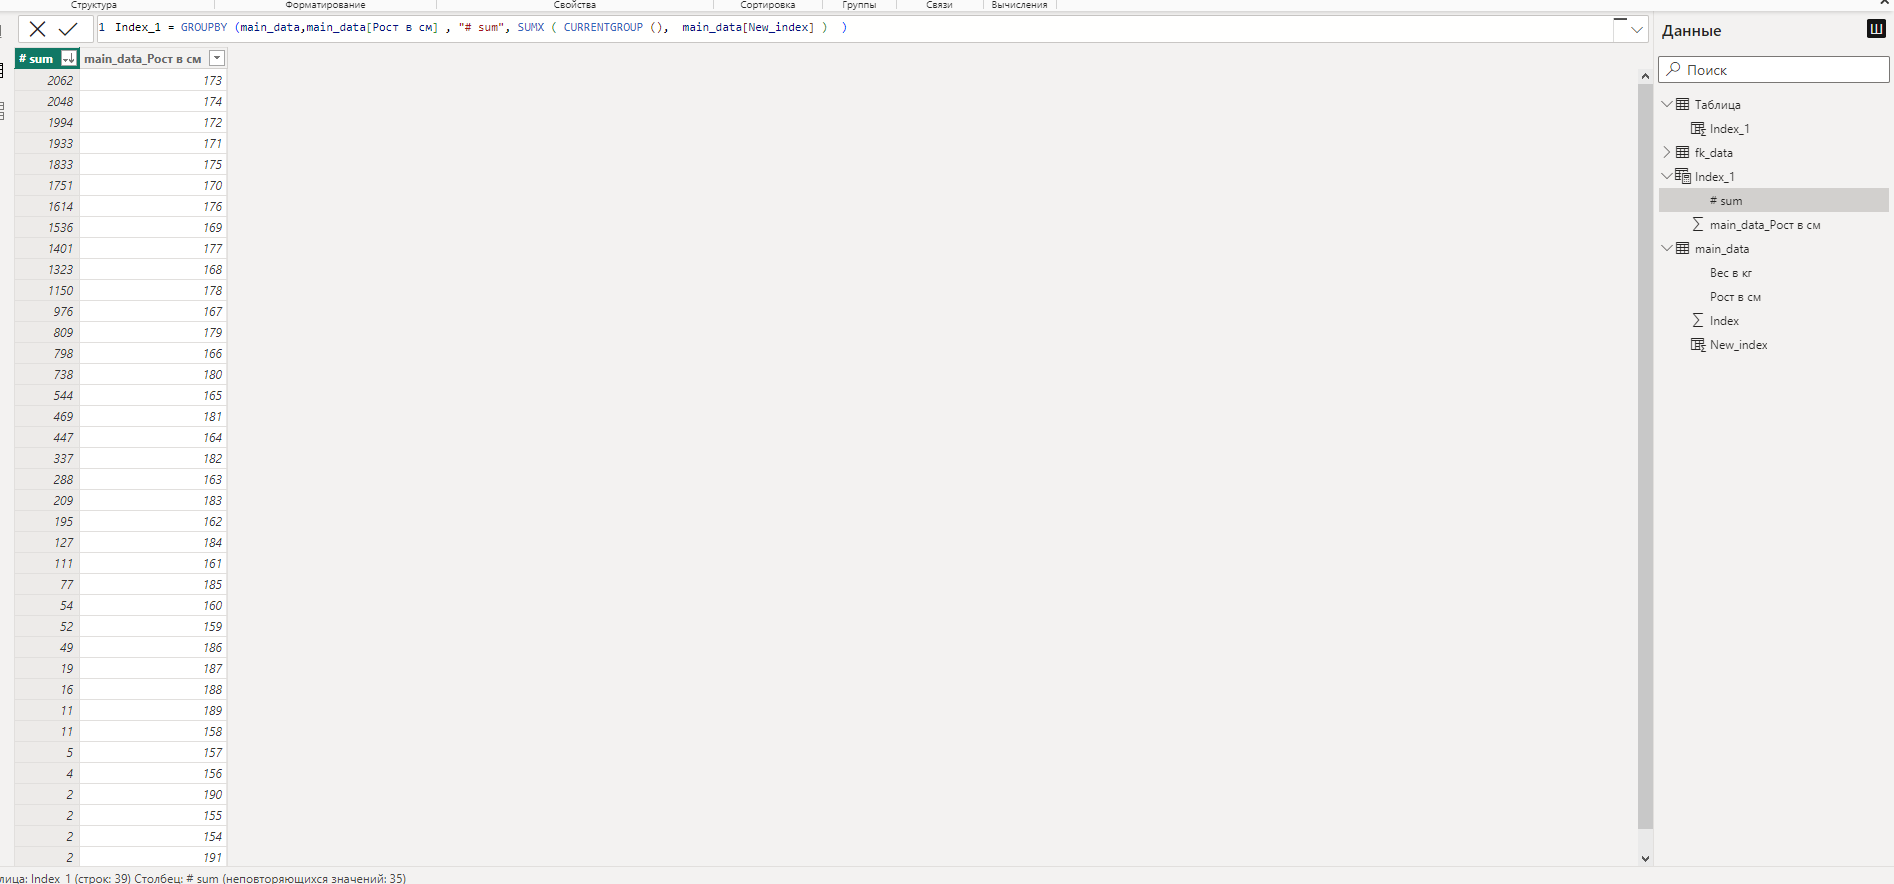 Структура Форматирование Свойства Сортировка Группы Связи Вычисления
1 Index_1 = GROUPBY (main_data,main_data[Рост в см] , "# sum", SUMX ( CURRENTGROUP (), main_data[New_index] ) )
# sum main_data_Рост в см
2062 173
2048 174
1994 172
1933 171
1833 175
1751 170
1614 176
1536 169
1401 177
1323 168
1150 178
976 167
809 179
798 166
738 180
544 165
469 181
447 164
337 182
288 163
209 183
195 162
127 184
111 161
77 185
54 160
52 159
49 186
19 187
16 188
11 189
11 158
5 157
4 156
2 190
2 155
2 154
2 191
лица: Index_1 (строк: 39) Столбец: # sum (неповторяющихся значений: 35)
Данные
Ш
Поиск
Таблица
Index_1
fk_data
Index_1
# sum
main_data_Рост в см
main_data
Вес в кг
Рост в см
Index
New_index